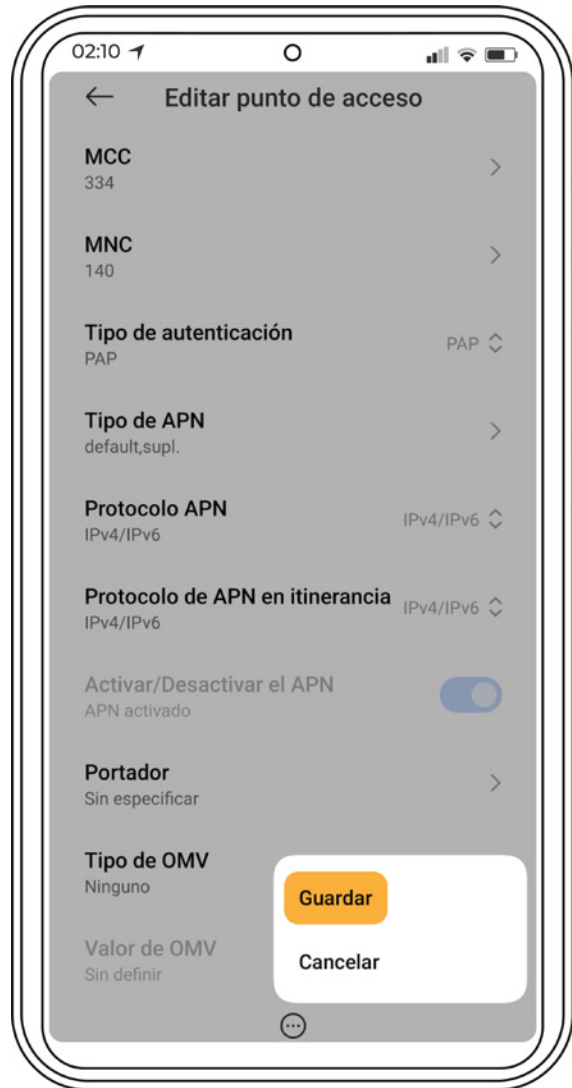 02:10
Editar punto de acceso
MCC
334
MNC
140
Tipo de autenticación
PAP
PAP
Tipo de APN
default,supl.
Protocolo APN
IPv4/IPv6
IPv4/IPv6
Protocolo de APN en itinerancia
IPv4/IPv6
IPv4/IPv6
Activar/Desactivar el APN
APN activado
Portador
Sin especificar
Tipo de OMV
Ninguno
Guardar
Valor de OMV
Cancelar
Sin definir